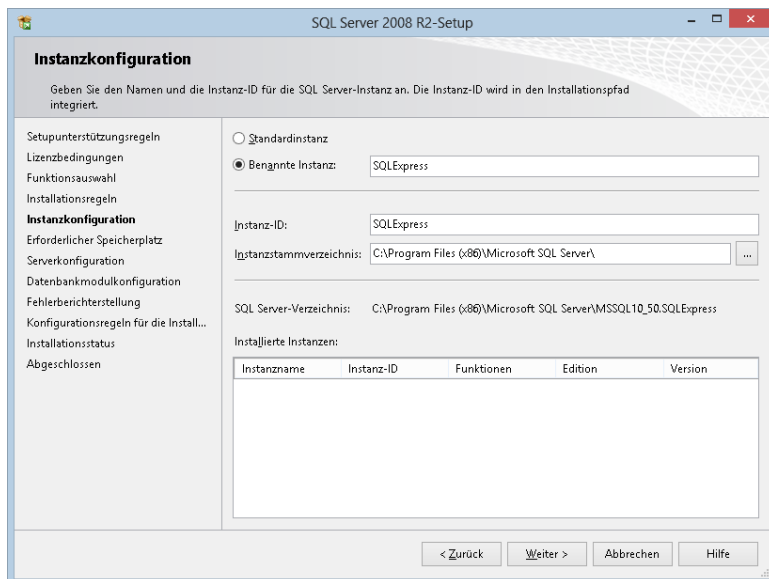 SQL Server 2008 R2-Setup
Instanzkonfiguration
Geben Sie den Namen und die Instanz-ID für die SQL Server-Instanz an. Die Instanz-ID wird in den Installationspfad
integriert.
Setupunterstützungsregeln
Lizenzbedingungen
Funktionsauswahl
Installationsregeln
Instanzkonfiguration
Erforderlicher Speicherplatz
Serverkonfiguration
Datenbankmodulkonfiguration
Fehlerberichterstellung
Konfigurationsregeln für die Install...
Installationsstatus
Abgeschlossen
Standardinstanz
Benannte Instanz: SQLExpress
Instanz-ID: SQLExpress
Instanzstammverzeichnis: C:\Program Files (x86)\Microsoft SQL Server\ ...
SQL Server-Verzeichnis: C:\Program Files (x86)\Microsoft SQL Server\MSSQL10_50.SQLExpress
Installierte Instanzen:
Instanzname Instanz-ID Funktionen Edition Version
< Zurück Weiter > Abbrechen Hilfe